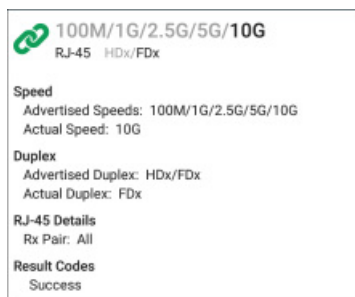 100M/1G/2.5G/5G/10G
RJ-45 HDx/FDx
Speed
Advertised Speeds: 100M/1G/2.5G/5G/10G
Actual Speed: 10G
Duplex
Advertised Duplex: HDx/FDx
Actual Duplex: FDx
RJ-45 Details
Rx Pair: All
Result Codes
Success